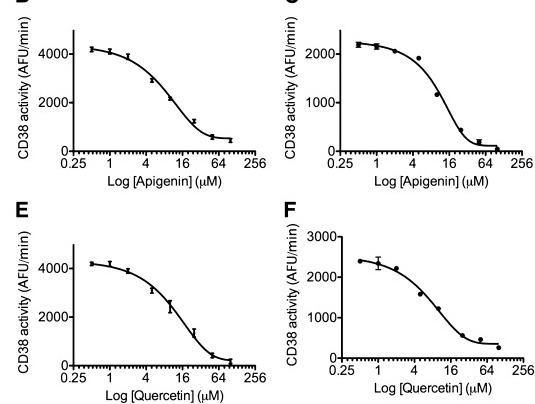 CD38 activity (AFU/min)
4000
2000
0
0.25 1 4 16 64 256
Log [Apigenin] (μM)
CD38 activity (AFU/min)
2000
1000
0
0.25 1 4 16 64 256
Log [Apigenin] (μM)
E
CD38 activity (AFU/min)
4000
2000
0
0.25 1 4 16 64 256
Log [Quercetin] (μM)
F
CD38 activity (AFU/min)
3000
2000
1000
0
0.25 1 4 16 64 256
Log [Quercetin] (μM)